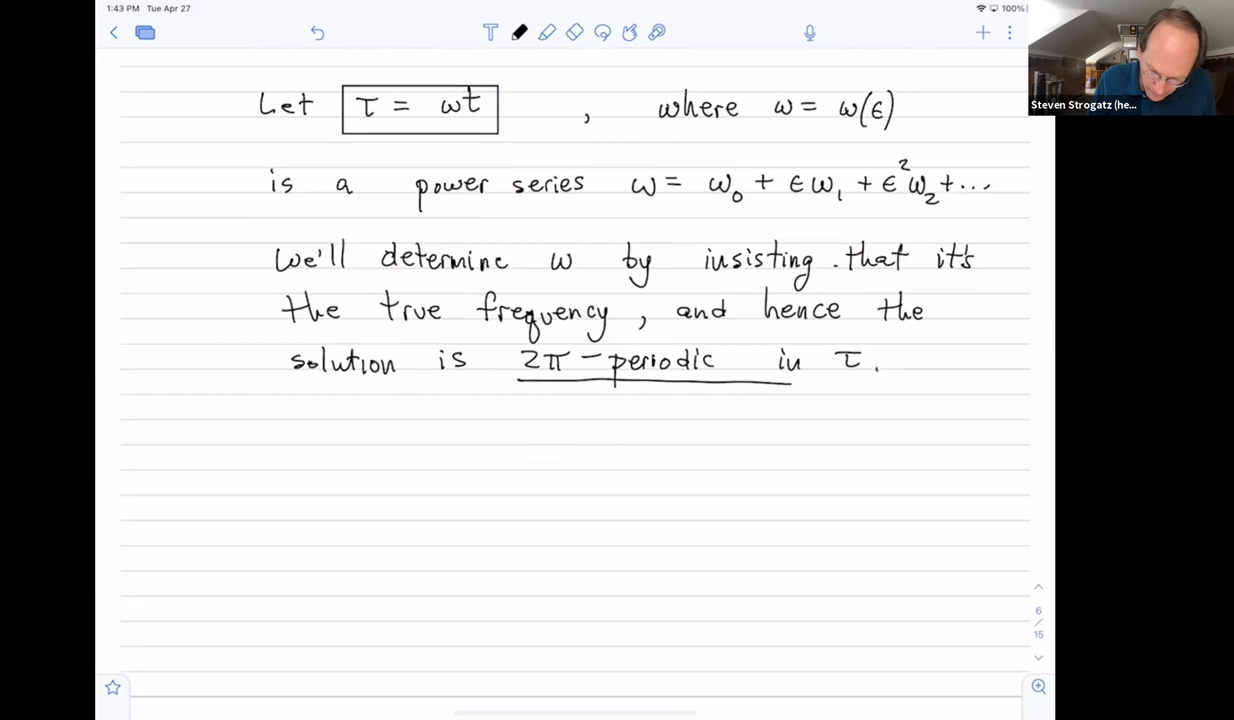 1:43 PM Tue Apr 27
100%
T
Steven Strogatz (he...
Let τ = ωt , where ω = ω(ε)
is a power series ω = ω₀ + εω₁ + ε²ω₂ + ...
We'll determine ω by insisting that it's
the true frequency, and hence the
solution is 2π-periodic in τ.
6
/
15